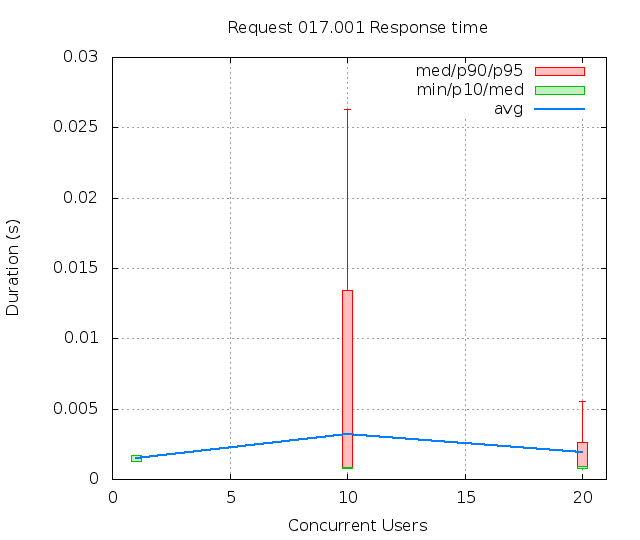 Request 017.001 Response time
0.03
med/p90/p95
min/p10/med
avg
0.025
0.02
0.015
0.01
0.005
0
Duration (s)
0 5 10 15 20
Concurrent Users